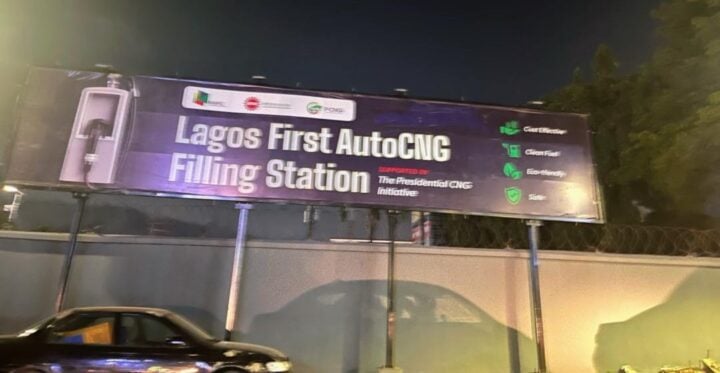 Lagos First AutoCNG
Filling Station
SUPPORTED BY
The Presidential CNG
Initiative
Cost Effective
Clean Fuel
Eco-friendly
Safe